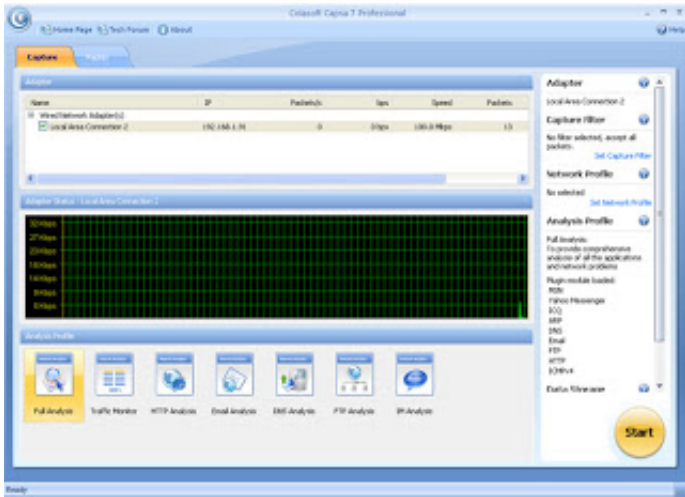 Colasoft Capsa 7 Professional
Home Page Tech Forum About
Help
Capture
Adapter
Name IP Packets/s bps Speed Packets
Wired Network Adapter(s)
Local Area Connection 2 192.168.1.91 0 0 bps 100.0 Mbps 13
Adapter Status - Local Area Connection 2
Analysis Profile
Full Analysis
Traffic Monitor
HTTP Analysis
Email Analysis
DNS Analysis
FTP Analysis
IM Analysis
Adapter
Local Area Connection 2
Capture Filter
No filter selected, accept all
packets.
Set Capture Filter
Network Profile
No selected
Set Network Profile
Analysis Profile
Full Analysis:
To provide comprehensive
analysis of all the applications
and network problems
Plugin module loaded:
MSN
Yahoo Messenger
ICQ
ARP
DNS
Email
FTP
HTTP
ICMPv4
Data Storage
Start
Ready